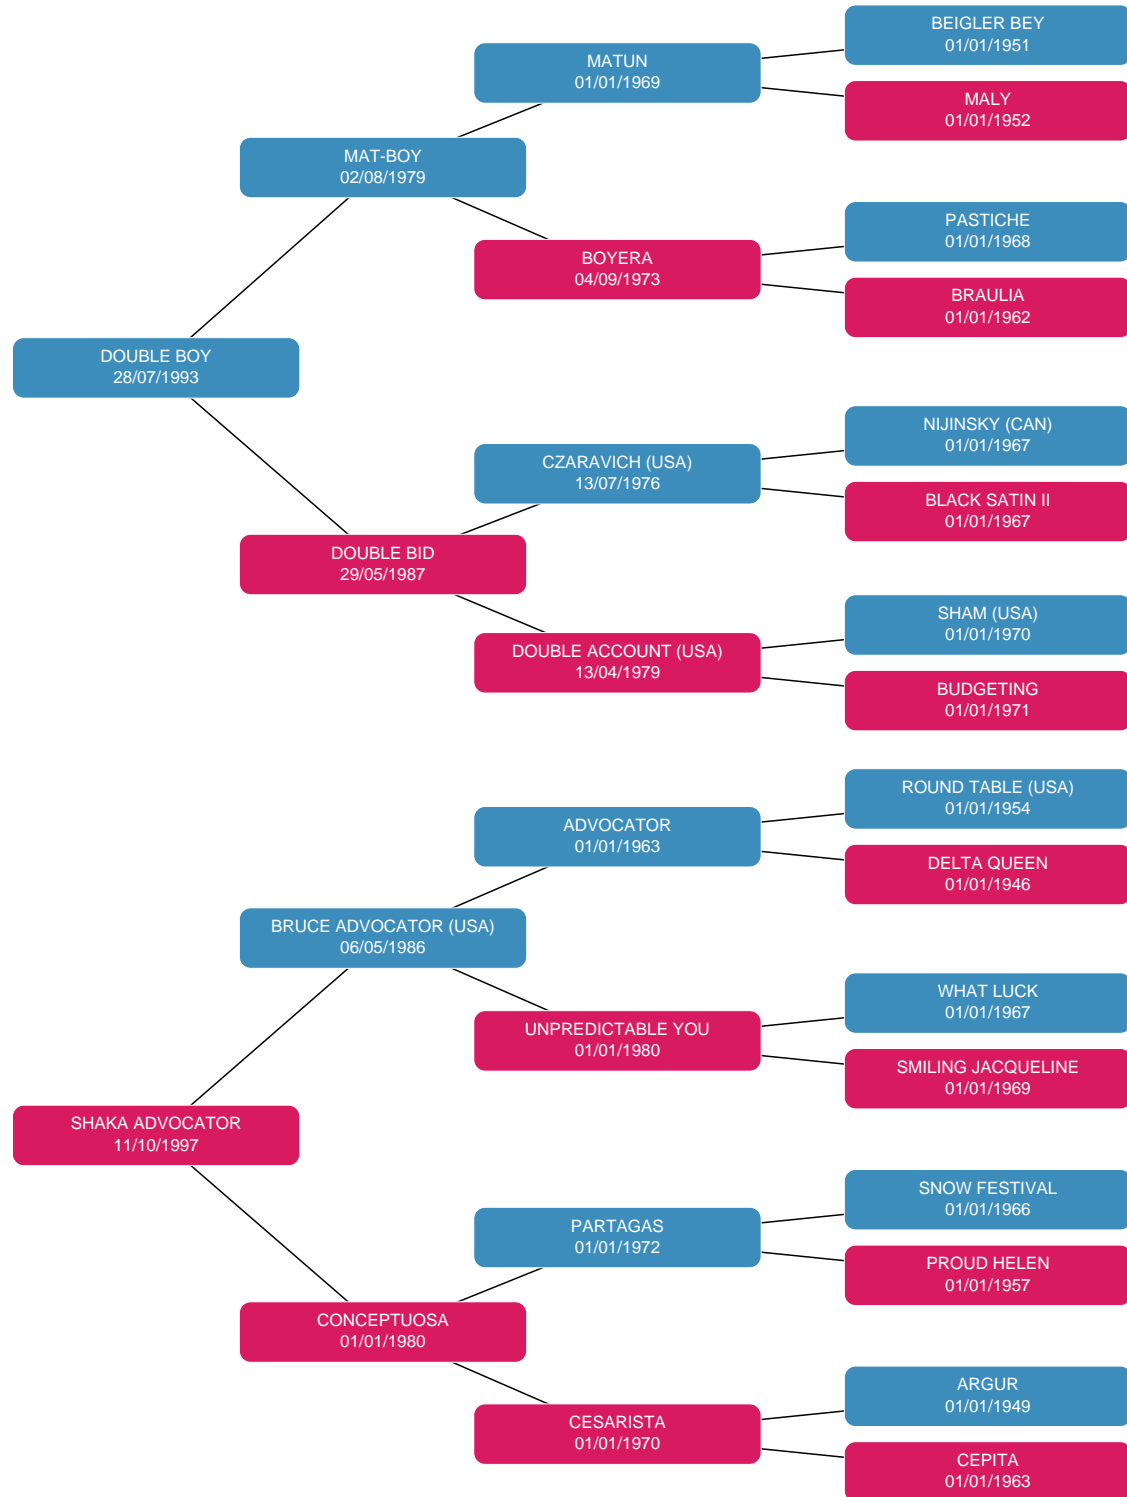 BEIGLER BEY
01/01/1951
MATUN
01/01/1969
MALY
01/01/1952
MAT-BOY
02/08/1979
PASTICHE
01/01/1968
BOYERA
04/09/1973
BRAULIA
01/01/1962
DOUBLE BOY
28/07/1993
NIJINSKY (CAN)
01/01/1967
CZARAVICH (USA)
13/07/1976
BLACK SATIN II
01/01/1967
DOUBLE BID
29/05/1987
SHAM (USA)
01/01/1970
DOUBLE ACCOUNT (USA)
13/04/1979
BUDGETING
01/01/1971
ROUND TABLE (USA)
01/01/1954
ADVOCATOR
01/01/1963
DELTA QUEEN
01/01/1946
BRUCE ADVOCATOR (USA)
06/05/1986
WHAT LUCK
01/01/1967
UNPREDICTABLE YOU
01/01/1980
SMILING JACQUELINE
01/01/1969
SHAKA ADVOCATOR
11/10/1997
SNOW FESTIVAL
01/01/1966
PARTAGAS
01/01/1972
PROUD HELEN
01/01/1957
CONCEPTUOSA
01/01/1980
ARGUR
01/01/1949
CESARISTA
01/01/1970
CEPITA
01/01/1963